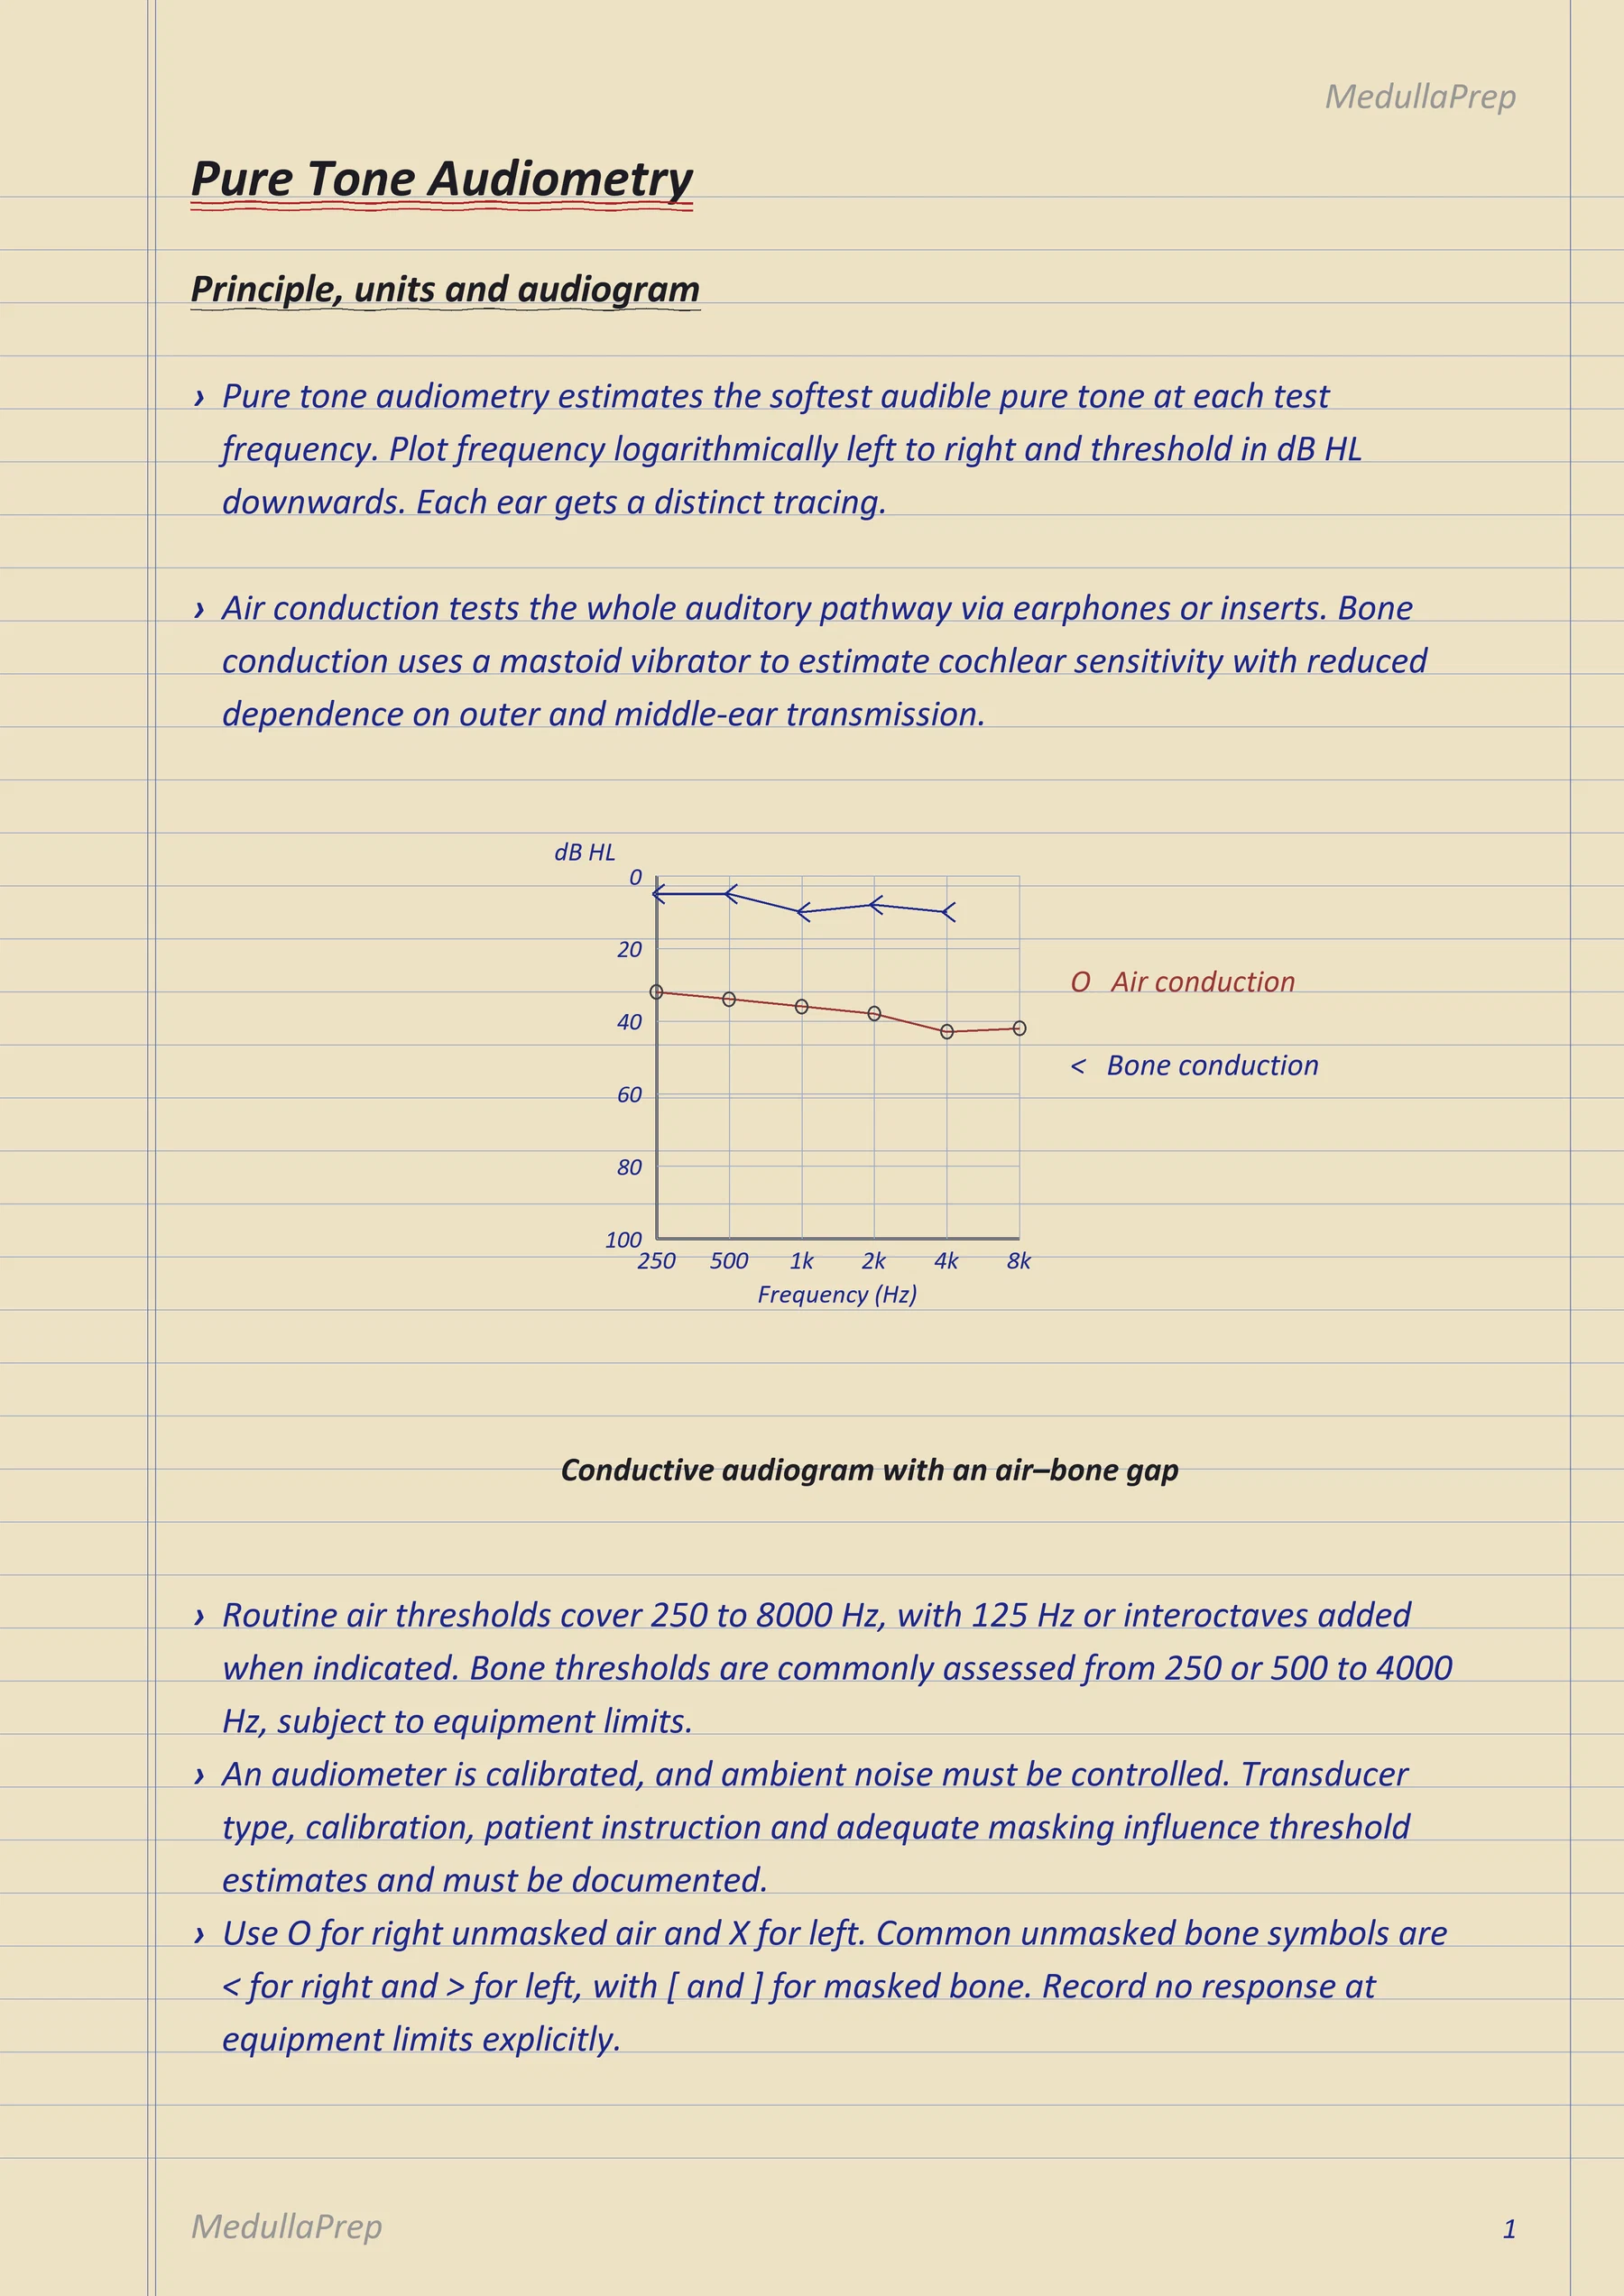 MedullaPrep
Pure Tone Audiometry
Principle, units and audiogram
› Pure tone audiometry estimates the softest audible pure tone at each test
frequency. Plot frequency logarithmically left to right and threshold in dB HL
downwards. Each ear gets a distinct tracing.
› Air conduction tests the whole auditory pathway via earphones or inserts. Bone
conduction uses a mastoid vibrator to estimate cochlear sensitivity with reduced
dependence on outer and middle-ear transmission.
dB HL
0
20
40
60
80
100
250 500 1k 2k 4k 8k
Frequency (Hz)
O Air conduction
< Bone conduction
Conductive audiogram with an air–bone gap
› Routine air thresholds cover 250 to 8000 Hz, with 125 Hz or interoctaves added
when indicated. Bone thresholds are commonly assessed from 250 or 500 to 4000
Hz, subject to equipment limits.
› An audiometer is calibrated, and ambient noise must be controlled. Transducer
type, calibration, patient instruction and adequate masking influence threshold
estimates and must be documented.
› Use O for right unmasked air and X for left. Common unmasked bone symbols are
< for right and > for left, with [ and ] for masked bone. Record no response at
equipment limits explicitly.
MedullaPrep
1